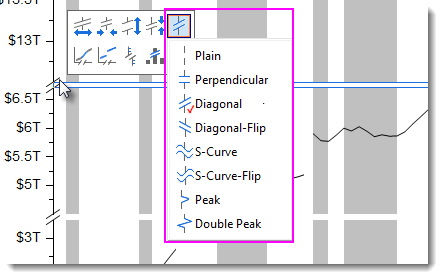 $13T
$6.5T
$6T
$5.5T
$5T
$3T
Plain
Perpendicular
Diagonal
Diagonal-Flip
S-Curve
S-Curve-Flip
Peak
Double Peak